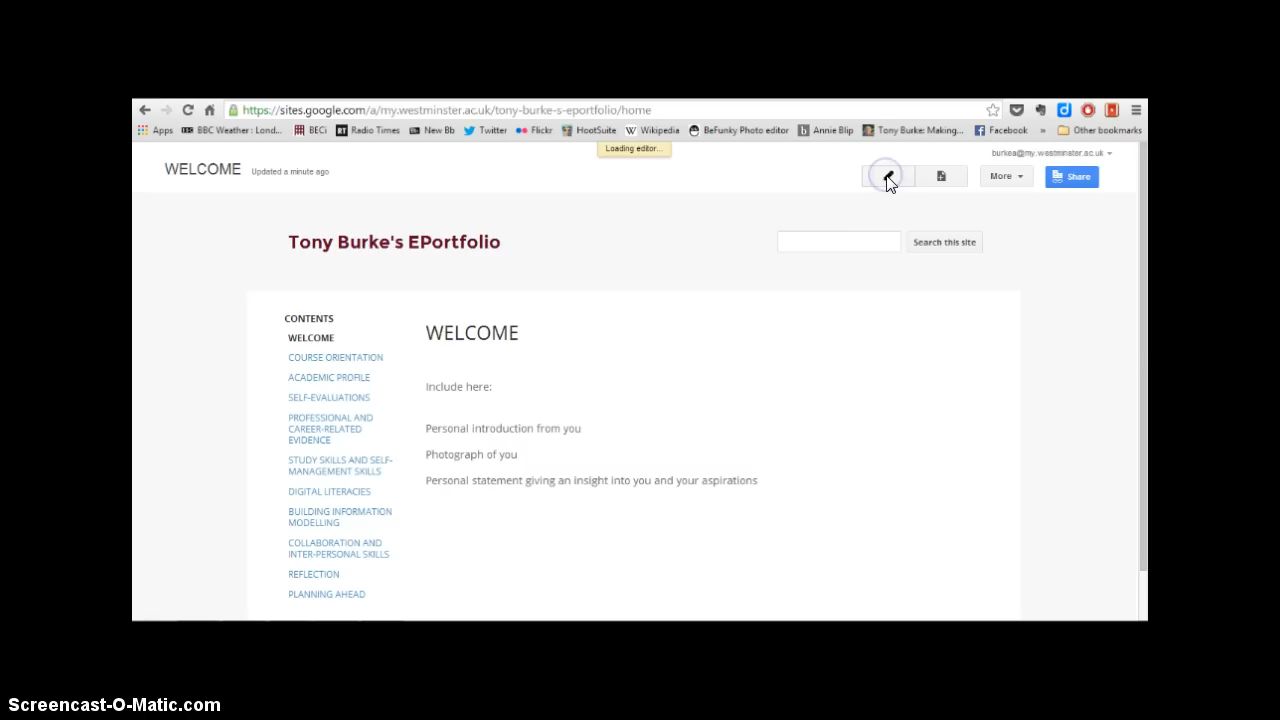 https://sites.google.com/a/my.westminster.ac.uk/tony-burke-s-eportfolio/home
Apps BBC Weather : Lond... BECi Radio Times New Bb Twitter Flickr HootSuite Wikipedia BeFunky Photo editor Annie Blip Tony Burke: Making... Facebook » Other bookmarks
Loading editor...
burkea@my.westminster.ac.uk
WELCOME Updated a minute ago
More Share
Tony Burke's EPortfolio
Search this site
CONTENTS
WELCOME
COURSE ORIENTATION
ACADEMIC PROFILE
SELF-EVALUATIONS
PROFESSIONAL AND
CAREER-RELATED
EVIDENCE
STUDY SKILLS AND SELF-
MANAGEMENT SKILLS
DIGITAL LITERACIES
BUILDING INFORMATION
MODELLING
COLLABORATION AND
INTER-PERSONAL SKILLS
REFLECTION
PLANNING AHEAD
WELCOME
Include here:
Personal introduction from you
Photograph of you
Personal statement giving an insight into you and your aspirations
Screencast-O-Matic.com